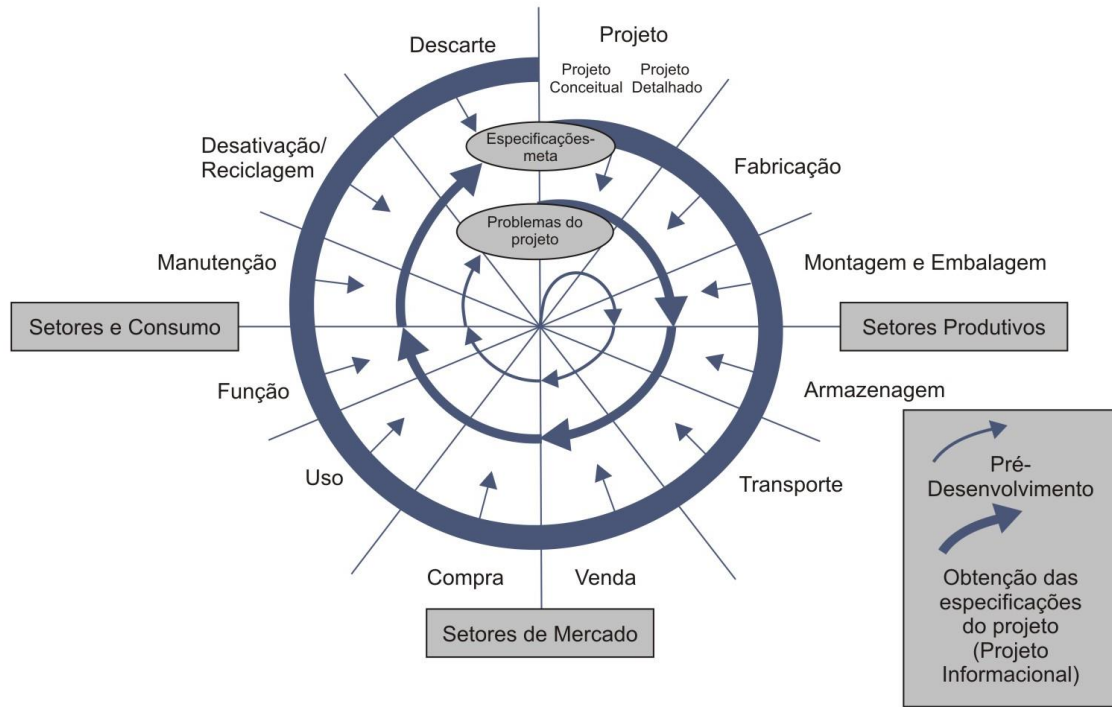 Descarte
Projeto
Projeto
Conceitual
Projeto
Detalhado
Especificações-
meta
Desativação/
Reciclagem
Fabricação
Problemas do
projeto
Manutenção
Montagem e Embalagem
Setores e Consumo
Setores Produtivos
Função
Armazenagem
Uso
Transporte
Compra
Venda
Setores de Mercado
Pré-
Desenvolvimento
Obtenção das
especificações
do projeto
(Projeto
Informacional)